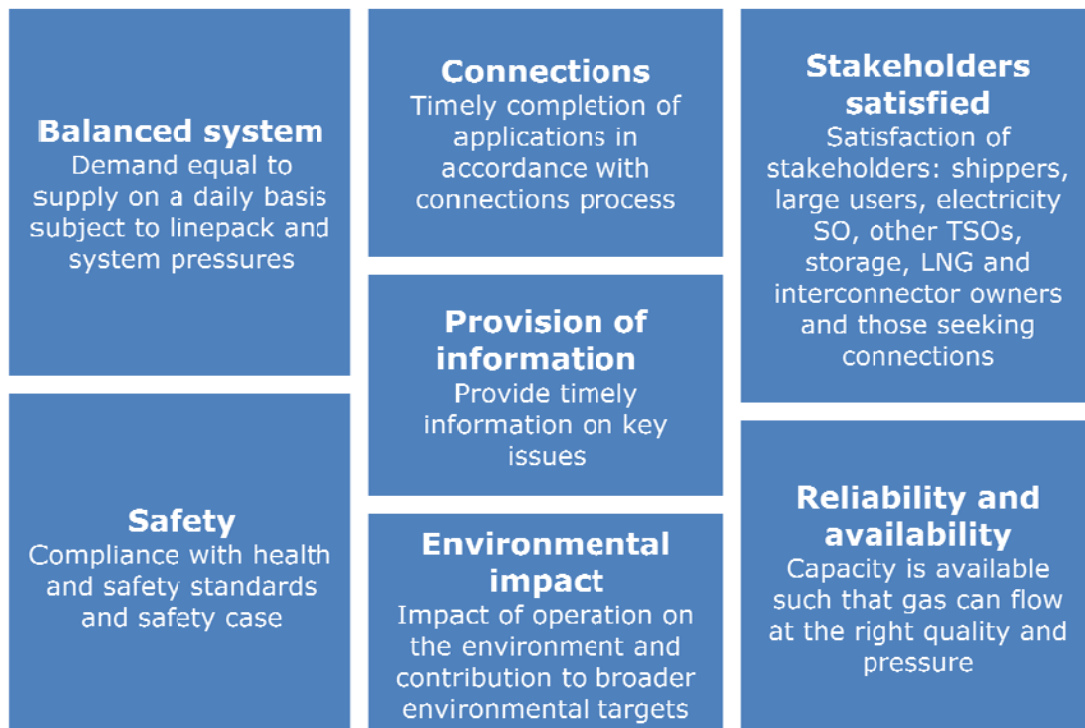 Balanced system
Demand equal to
supply on a daily basis
subject to linepack and
system pressures
Safety
Compliance with health
and safety standards
and safety case
Connections
Timely completion of
applications in
accordance with
connections process
Provision of
information
Provide timely
information on key
issues
Environmental
impact
Impact of operation on
the environment and
contribution to broader
environmental targets
Stakeholders
satisfied
Satisfaction of
stakeholders: shippers,
large users, electricity
SO, other TSOs,
storage, LNG and
interconnector owners
and those seeking
connections
Reliability and
availability
Capacity is available
such that gas can flow
at the right quality and
pressure